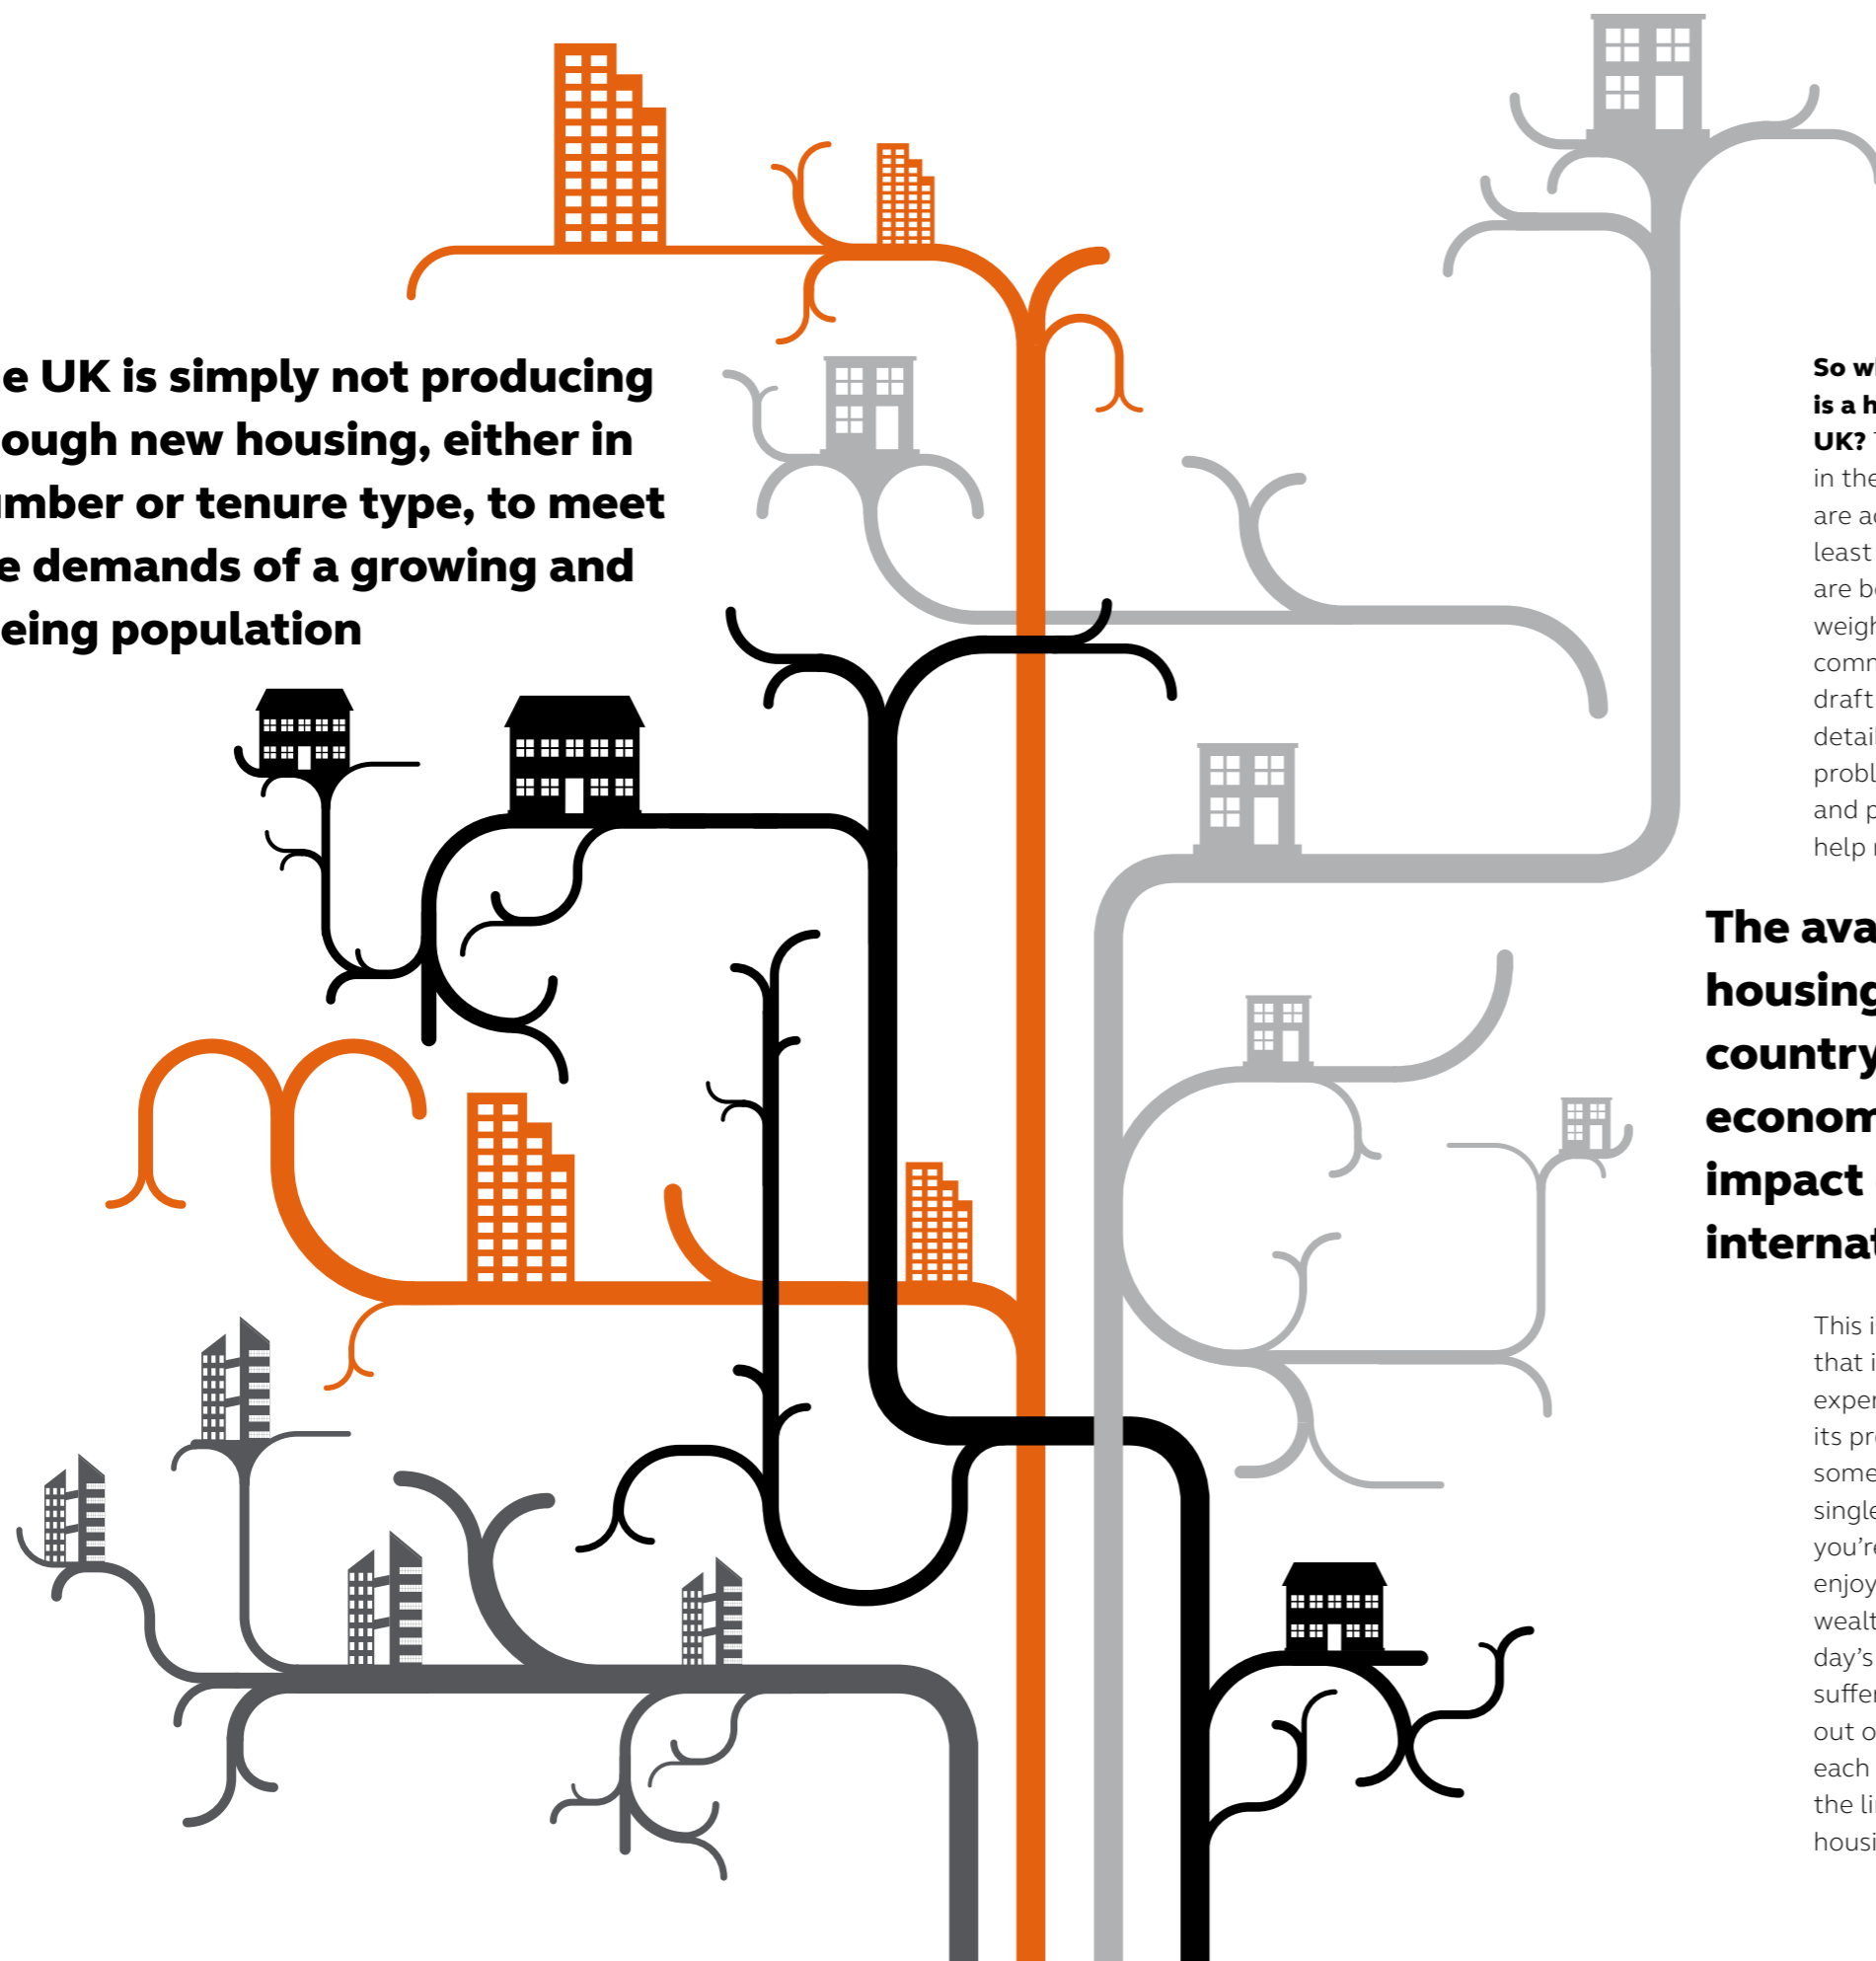 e UK is simply not producing
ough new housing, either in
mber or tenure type, to meet
e demands of a growing and
eing population
So w
is a h
UK?
in the
are a
least
are b
weigh
comm
draft
detai
probl
and p
help
The ava
housing
country
econom
impact
internat
This i
that i
exper
its pr
some
single
you're
enjoy
wealt
day's
suffer
out o
each
the li
housi